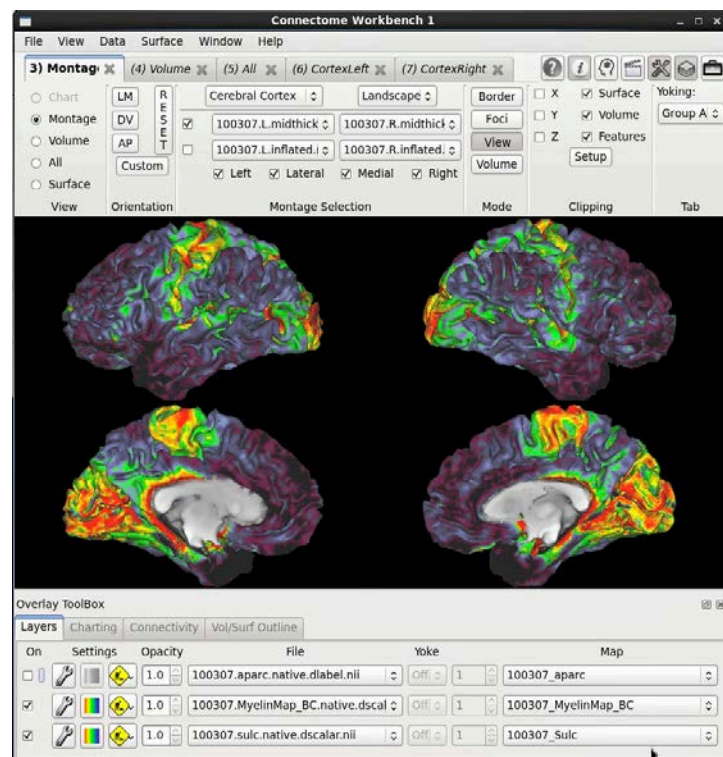 Connectome Workbench 1
File View Data Surface Window Help
3) Montag (4) Volume (5) All (6) CortexLeft (7) CortexRight
Chart
Montage
Volume
All
Surface
View
LM
DV
AP
RESET
Custom
Orientation
Cerebral Cortex Landscape
100307.L.midthick 100307.R.midthick
100307.L.inflated. 100307.R.inflated.
Left Lateral Medial Right
Montage Selection
Border
Foci
View
Volume
Mode
X Surface
Y Volume
Z Features
Setup
Clipping
Yoking:
Group A
Tab
Overlay ToolBox
Layers Charting Connectivity Vol/Surf Outline
On Settings Opacity File Yoke Map
1.0 100307.aparc.native.dlabel.nii Off 1 100307_aparc
1.0 100307.MyelinMap_BC.native.dscal Off 1 100307_MyelinMap_BC
1.0 100307.sulc.native.dscalar.nii Off 1 100307_Sulc